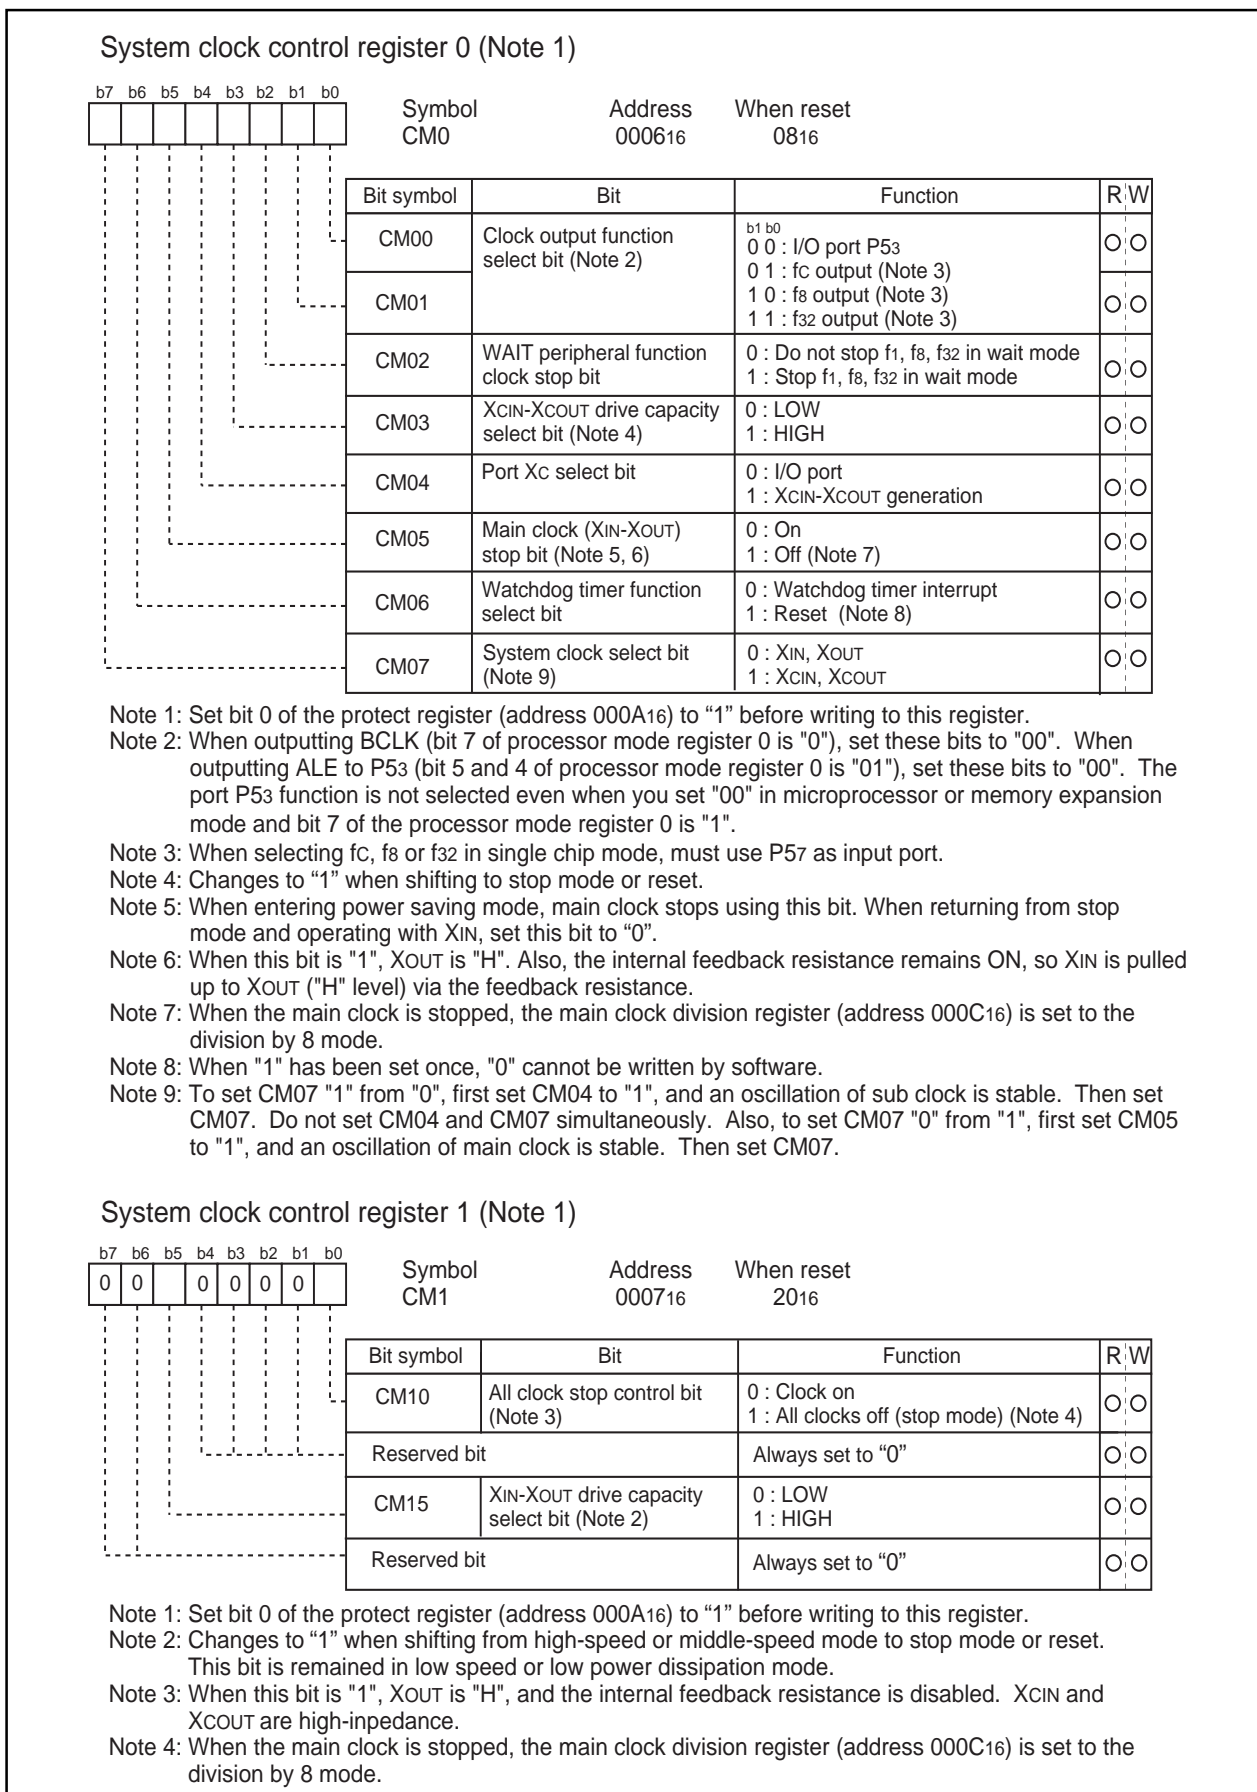 System clock control register 0 (Note 1)
b7 b6 b5 b4 b3 b2 b1 b0
Symbol Address When reset
CM0 000616 0816
Bit symbol Bit Function R W
CM00 Clock output function select bit (Note 2) b1 b0
0 0 : I/O port P53
0 1 : fC output (Note 3)
CM01 1 0 : f8 output (Note 3)
1 1 : f32 output (Note 3)
CM02 WAIT peripheral function 0 : Do not stop f1, f8, f32 in wait mode
clock stop bit 1 : Stop f1, f8, f32 in wait mode
CM03 XCIN-XCOUT drive capacity 0 : LOW
select bit (Note 4) 1 : HIGH
CM04 Port XC select bit 0 : I/O port
1 : XCIN-XCOUT generation
CM05 Main clock (XIN-XOUT) 0 : On
stop bit (Note 5, 6) 1 : Off (Note 7)
CM06 Watchdog timer function 0 : Watchdog timer interrupt
select bit 1 : Reset (Note 8)
CM07 System clock select bit 0 : XIN, XOUT
(Note 9) 1 : XCIN, XCOUT
Note 1: Set bit 0 of the protect register (address 000A16) to “1” before writing to this register.
Note 2: When outputting BCLK (bit 7 of processor mode register 0 is "0"), set these bits to "00". When
outputting ALE to P53 (bit 5 and 4 of processor mode register 0 is "01"), set these bits to "00". The
port P53 function is not selected even when you set "00" in microprocessor or memory expansion
mode and bit 7 of the processor mode register 0 is "1".
Note 3: When selecting fC, f8 or f32 in single chip mode, must use P57 as input port.
Note 4: Changes to “1” when shifting to stop mode or reset.
Note 5: When entering power saving mode, main clock stops using this bit. When returning from stop
mode and operating with XIN, set this bit to “0”.
Note 6: When this bit is "1", XOUT is "H". Also, the internal feedback resistance remains ON, so XIN is pulled
up to XOUT ("H" level) via the feedback resistance.
Note 7: When the main clock is stopped, the main clock division register (address 000C16) is set to the
division by 8 mode.
Note 8: When "1" has been set once, "0" cannot be written by software.
Note 9: To set CM07 "1" from "0", first set CM04 to "1", and an oscillation of sub clock is stable. Then set
CM07. Do not set CM04 and CM07 simultaneously. Also, to set CM07 "0" from "1", first set CM05
to "1", and an oscillation of main clock is stable. Then set CM07.
System clock control register 1 (Note 1)
b7 b6 b5 b4 b3 b2 b1 b0
0 0 0 0 0 0
Symbol Address When reset
CM1 000716 2016
Bit symbol Bit Function R W
CM10 All clock stop control bit 0 : Clock on
(Note 3) 1 : All clocks off (stop mode) (Note 4)
Reserved bit Always set to “0”
CM15 XIN-XOUT drive capacity 0 : LOW
select bit (Note 2) 1 : HIGH
Reserved bit Always set to “0”
Note 1: Set bit 0 of the protect register (address 000A16) to “1” before writing to this register.
Note 2: Changes to “1” when shifting from high-speed or middle-speed mode to stop mode or reset.
This bit is remained in low speed or low power dissipation mode.
Note 3: When this bit is "1", XOUT is "H", and the internal feedback resistance is disabled. XCIN and
XCOUT are high-inpedance.
Note 4: When the main clock is stopped, the main clock division register (address 000C16) is set to the
division by 8 mode.